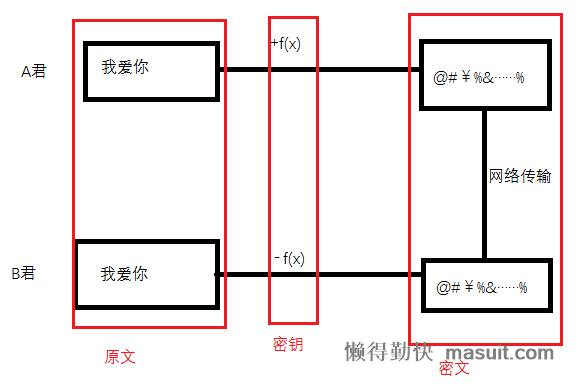 +f(x)
A君
我爱你
@#￥%&……%
网络传输
-f(x)
B君
我爱你
@#￥%&……%
原文
密钥
懒得勤快 masuit.com
密文